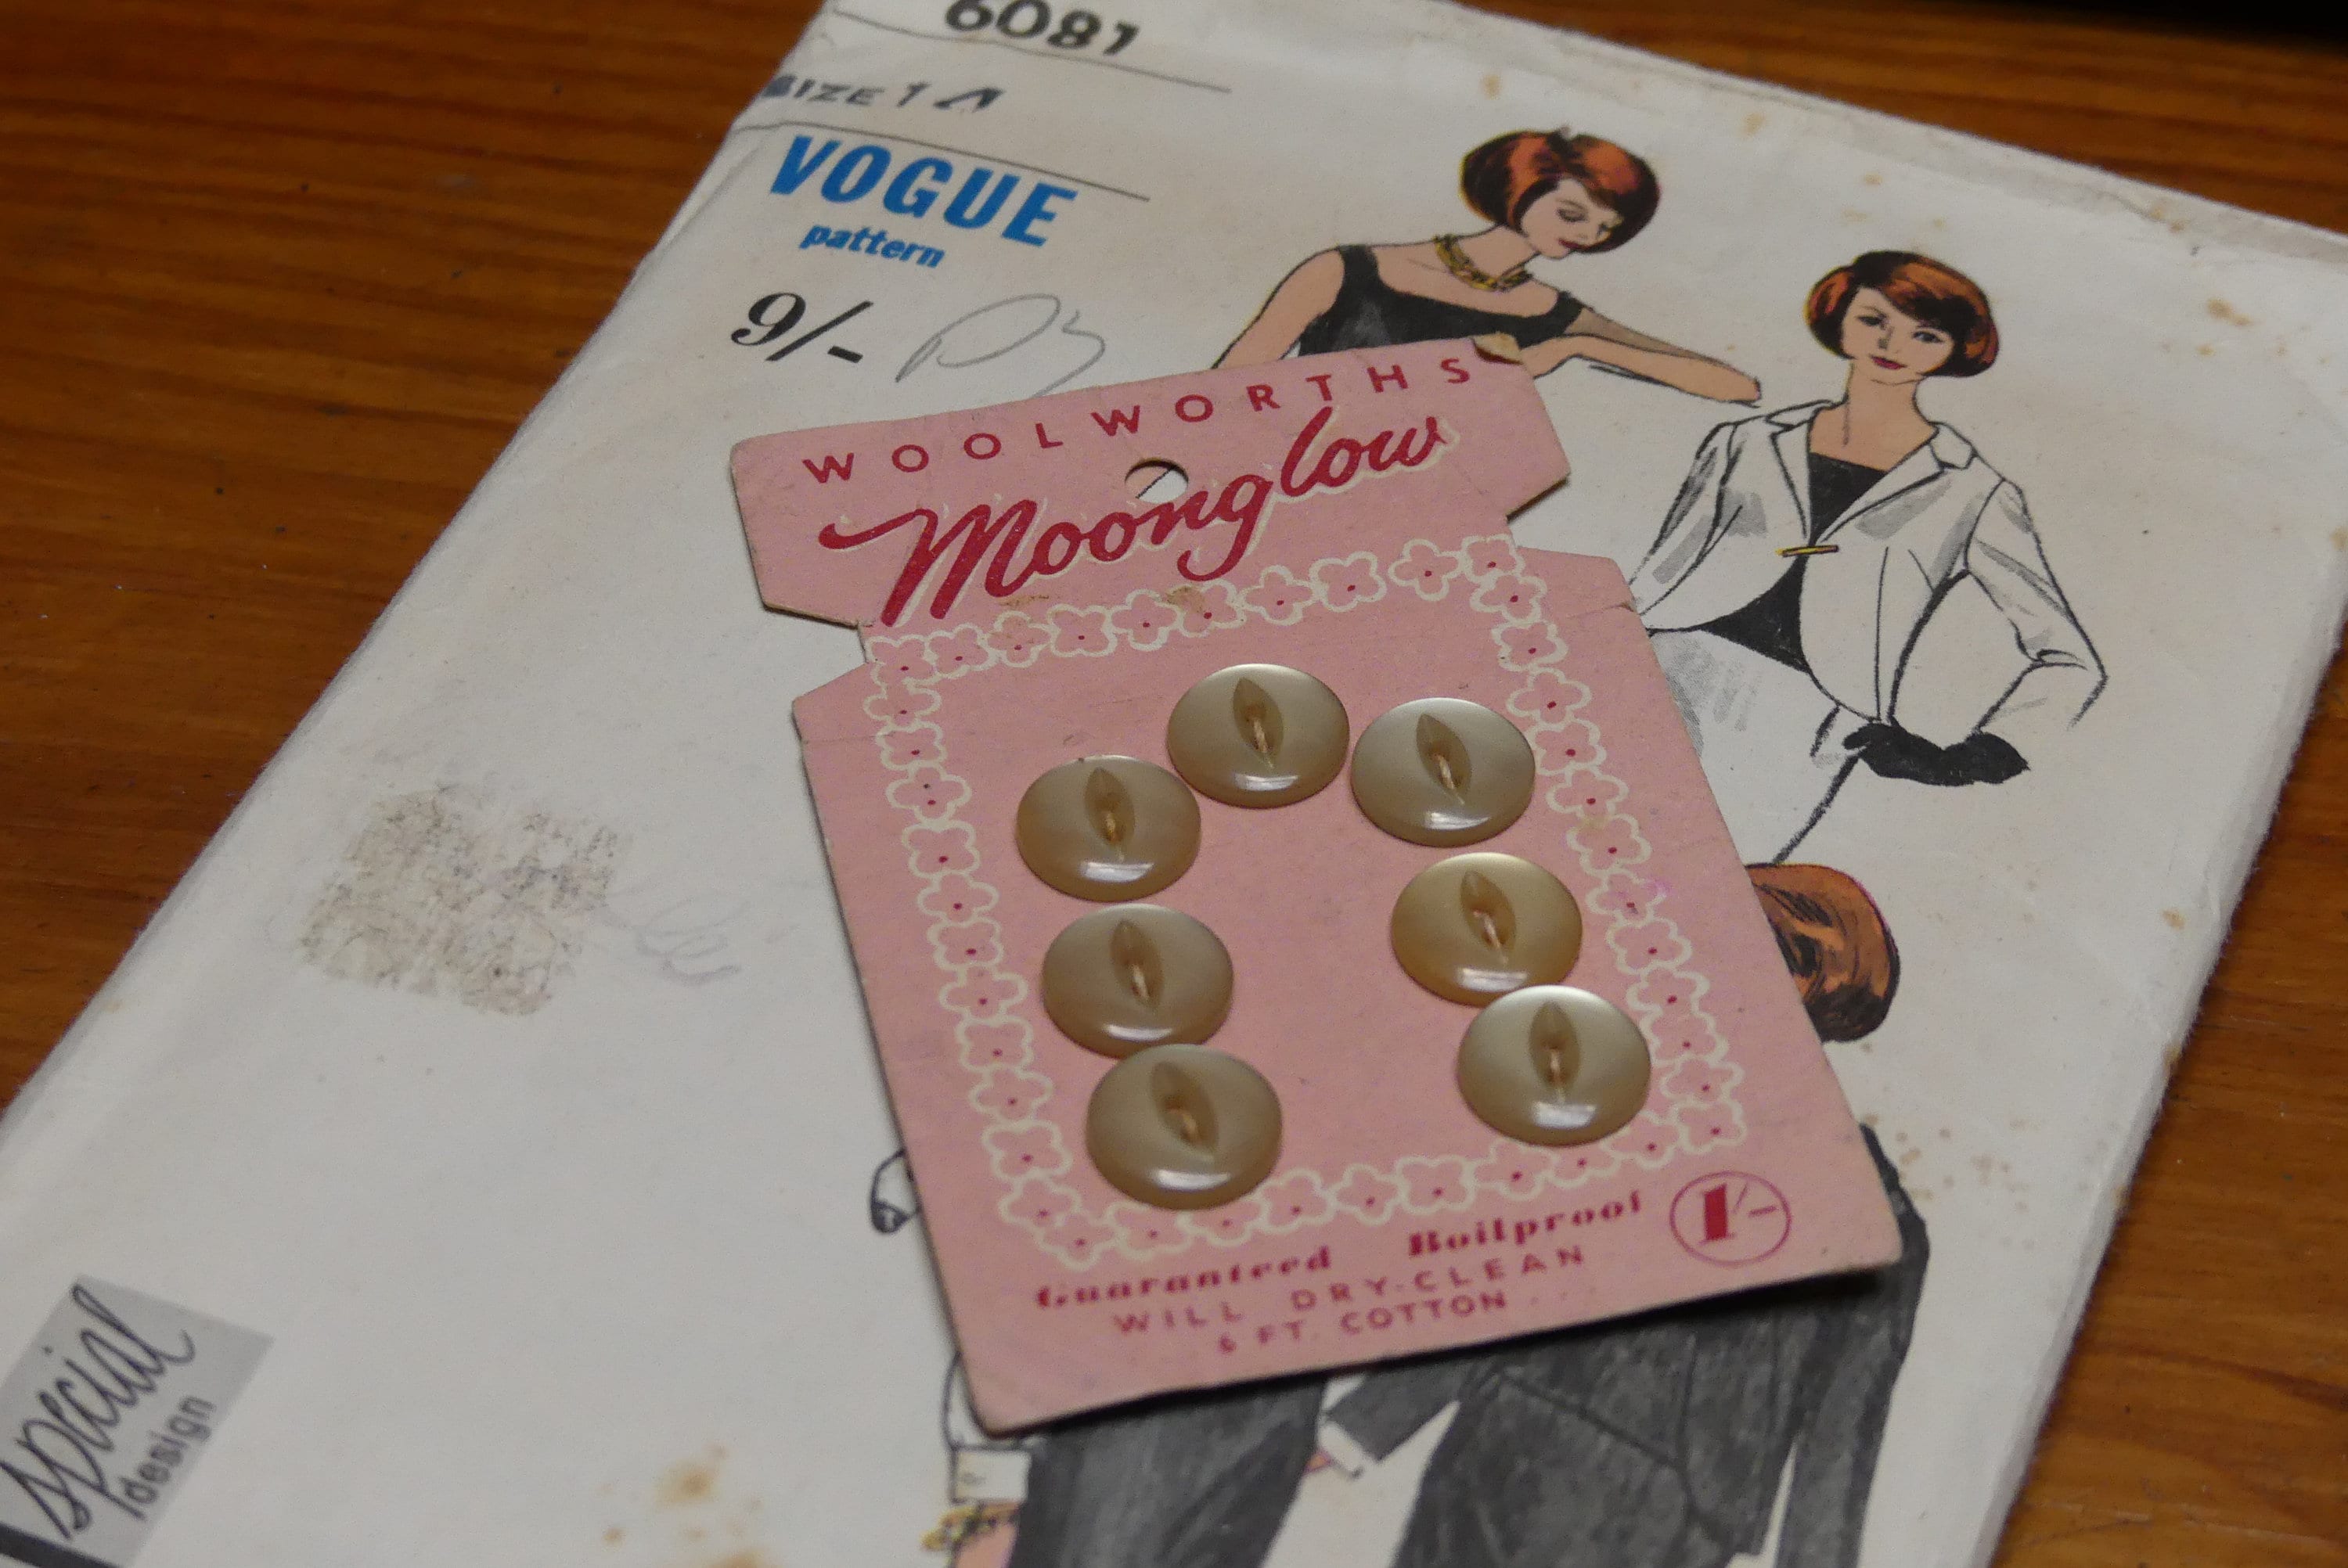 6081
SIZE 14
VOGUE
pattern
9/-
WOOLWORTHS
Moonglow
Guaranteed Boilproof
1/-
WILL DRY-CLEAN
6 FT. COTTON...
special
design